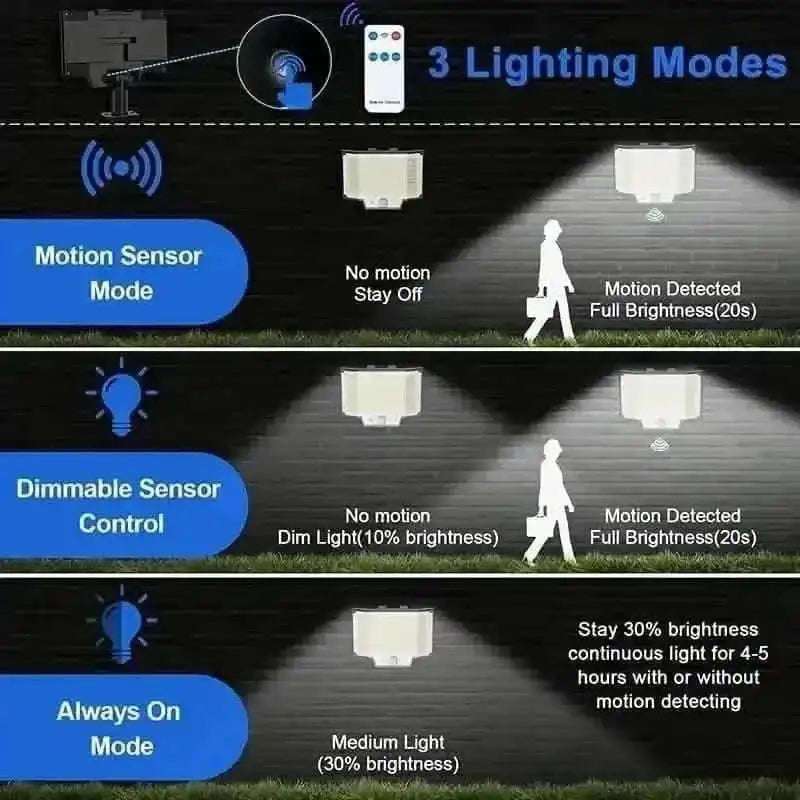 3 Lighting Modes
Motion Sensor
Mode
No motion
Stay Off
Motion Detected
Full Brightness(20s)
Dimmable Sensor
Control
No motion
Dim Light(10% brightness)
Motion Detected
Full Brightness(20s)
Always On
Mode
Medium Light
(30% brightness)
Stay 30% brightness
continuous light for 4-5
hours with or without
motion detecting